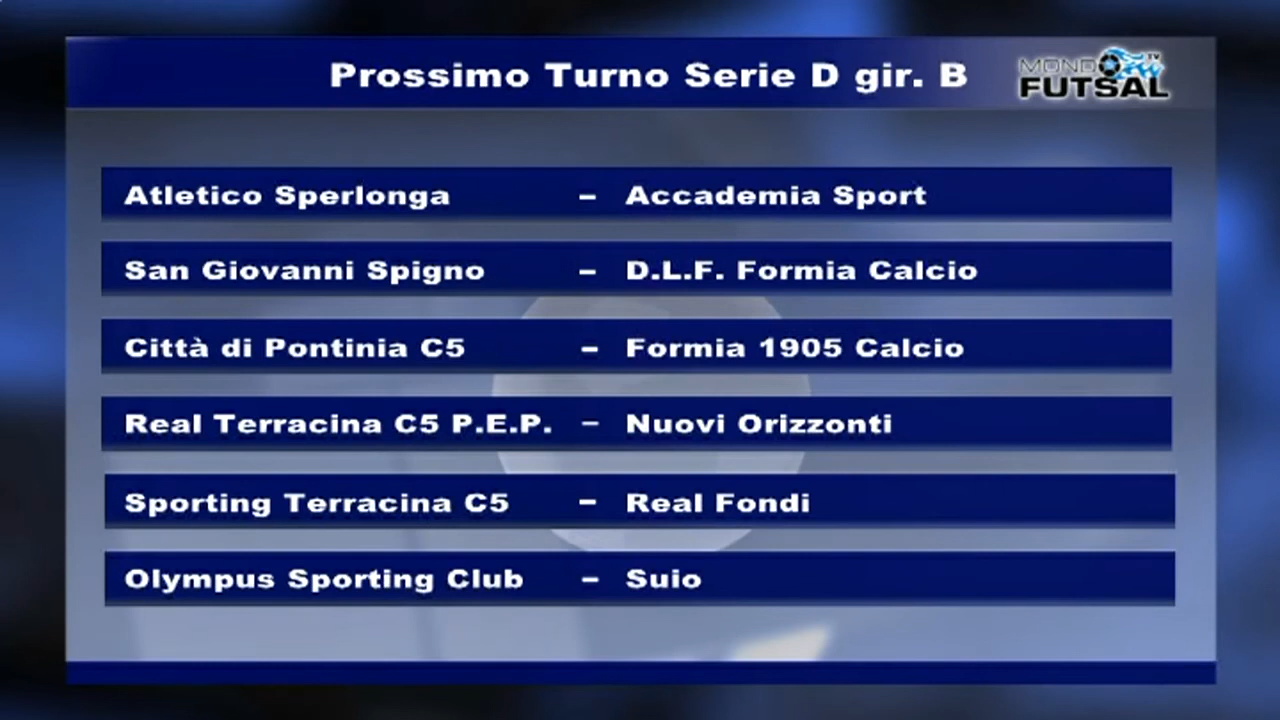 Prossimo Turno Serie D gir. B
MONDO TV
FUTSAL
Atletico Sperlonga – Accademia Sport
San Giovanni Spigno – D.L.F. Formia Calcio
Città di Pontinia C5 – Formia 1905 Calcio
Real Terracina C5 P.E.P. – Nuovi Orizzonti
Sporting Terracina C5 – Real Fondi
Olympus Sporting Club – Suio